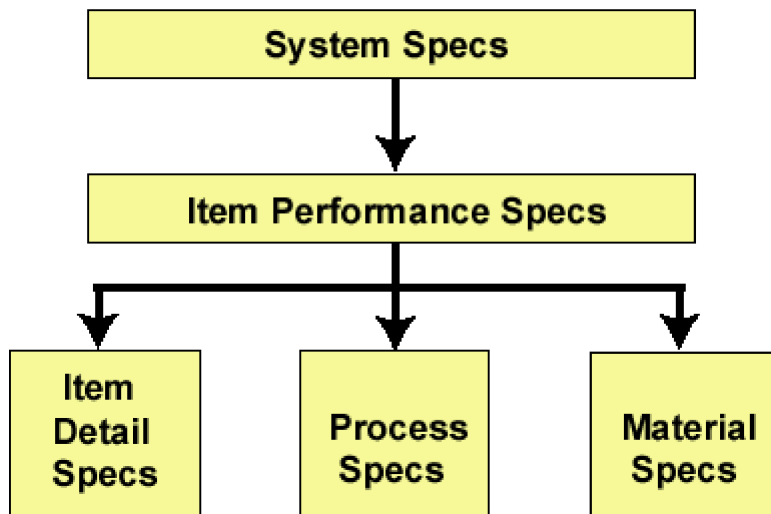 System Specs
Item Performance Specs
Item
Detail
Specs
Process
Specs
Material
Specs